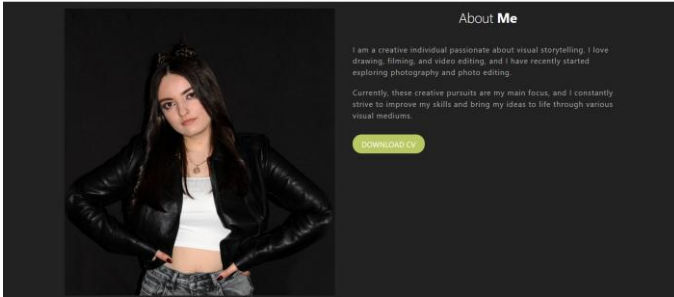 About Me
I am a creative individual passionate about visual storytelling. I love
drawing, filming, and video editing, and I have recently started
exploring photography and photo editing.
Currently, these creative pursuits are my main focus, and I constantly
strive to improve my skills and bring my ideas to life through various
visual mediums.
DOWNLOAD CV